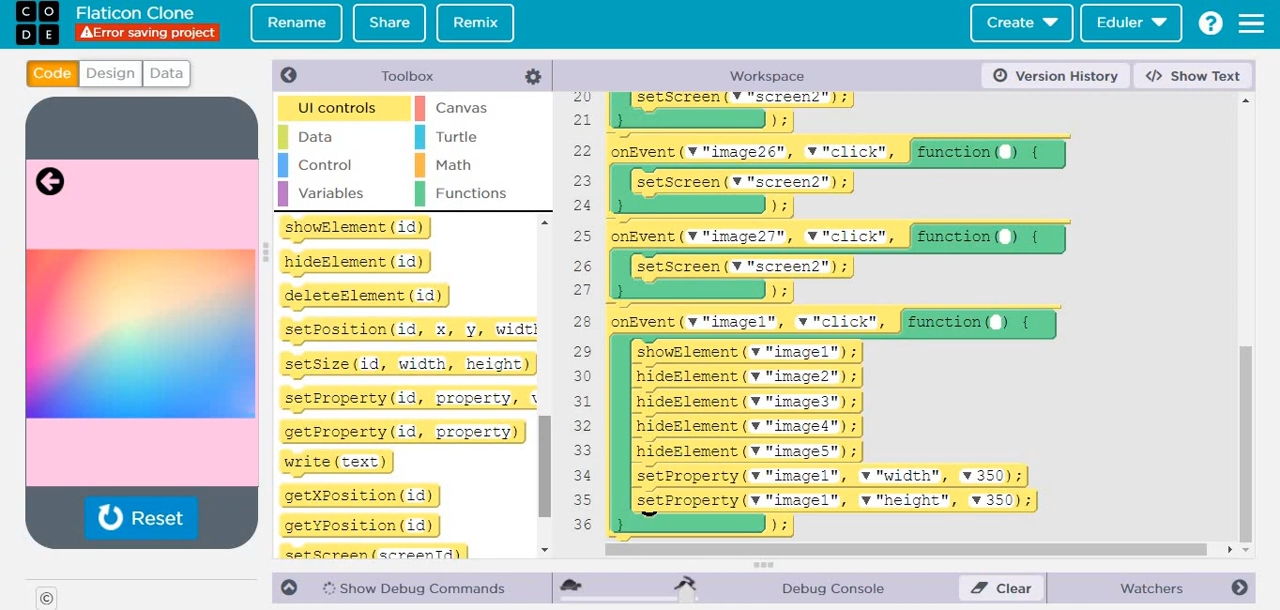 C O
D E
Flaticon Clone
Error saving project
Rename
Share
Remix
Create
Eduler
?
Code
Design
Data
Toolbox
Workspace
Version History
</> Show Text
UI controls
Canvas
Data
Turtle
Control
Math
Variables
Functions
showElement(id)
hideElement(id)
deleteElement(id)
setPosition(id, x, y, width
setSize(id, width, height)
setProperty(id, property, v
getProperty(id, property)
write(text)
getXPosition(id)
getYPosition(id)
setScreen(screenId)
20 setScreen("screen2");
21 } );
22 onEvent("image26", "click", function() {
23 setScreen("screen2");
24 } );
25 onEvent("image27", "click", function() {
26 setScreen("screen2");
27 } );
28 onEvent("image1", "click", function() {
29 showElement("image1");
30 hideElement("image2");
31 hideElement("image3");
32 hideElement("image4");
33 hideElement("image5");
34 setProperty("image1", "width", 350);
35 setProperty("image1", "height", 350);
36 } );
Reset
©
Show Debug Commands
Debug Console
Clear
Watchers